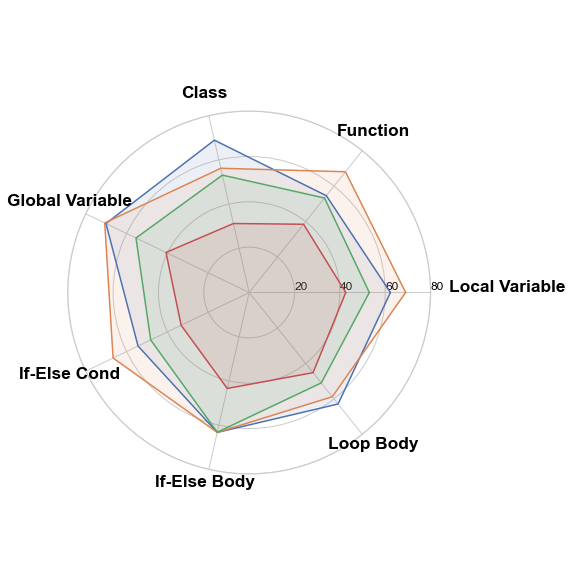 Class
Function
Global Variable
20 40 60 80
Local Variable
If-Else Cond
Loop Body
If-Else Body